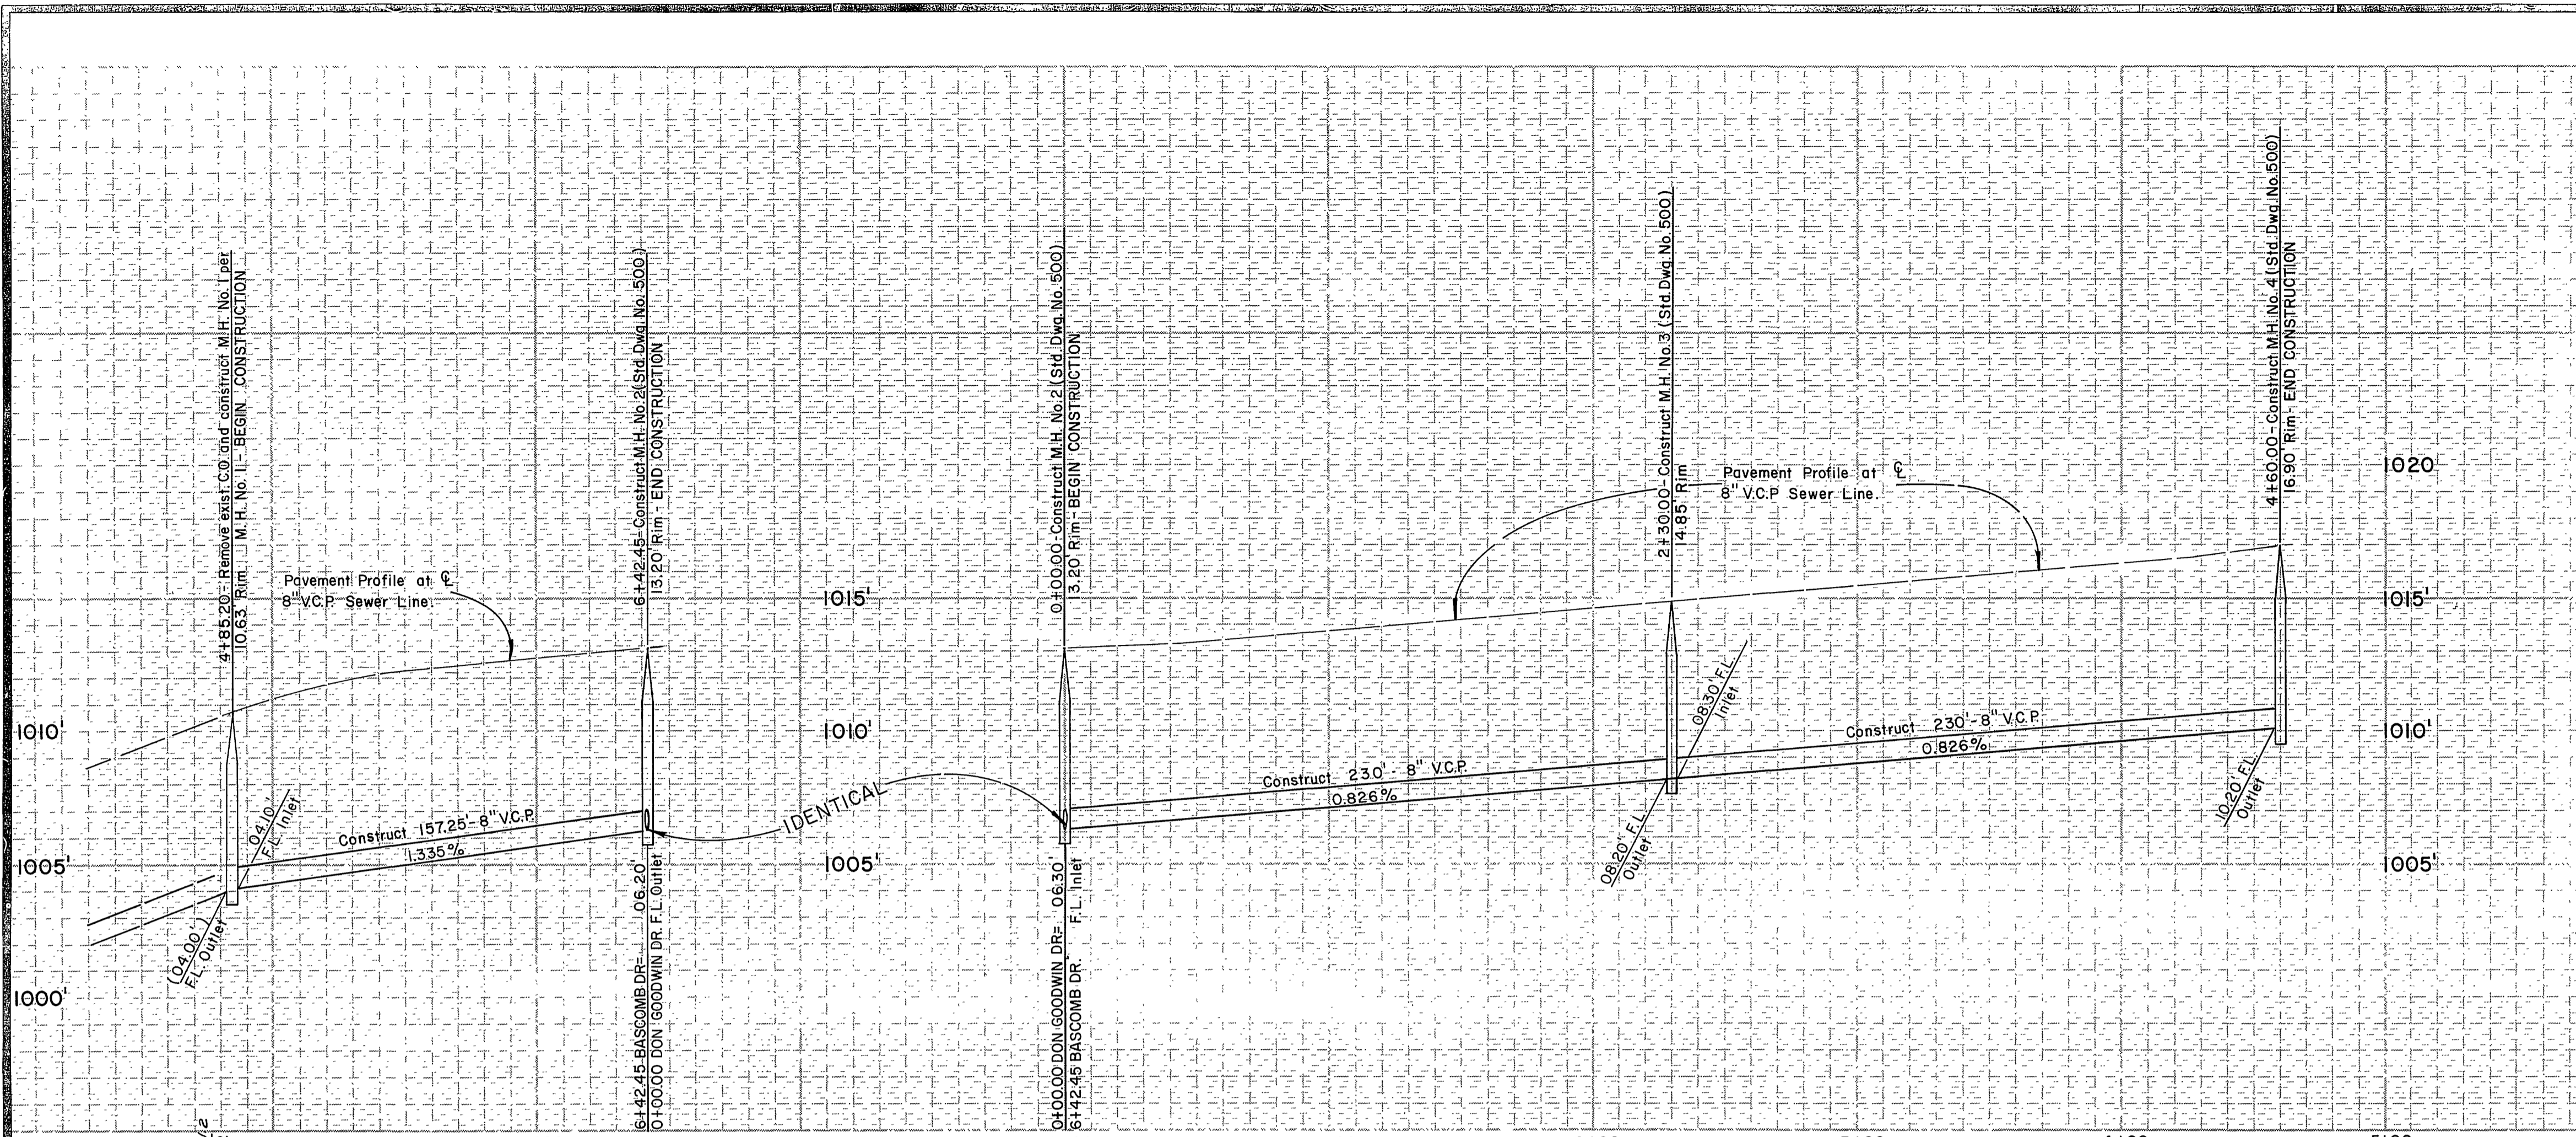 4+85.20-Remove exist. C.O. and construct M.H. No. 1 per
10.63' Rim M.H. No. 1.- BEGIN CONSTRUCTION
Pavement Profile at ℄
8" V.C.P. Sewer Line.
04.10'
F.L. Inlet
(04.00')
F.L. Outlet
Construct 157.25'-8" V.C.P.
1.335%
6+42.45-Construct M.H. No.2(Std. Dwg. No. 500)
13.20' Rim - END CONSTRUCTION
06.20'
F.L. Outlet
6+42.45 BASCOMB DR.=
0+00.00 DON GOODWIN DR.
IDENTICAL
0+00.00-Construct M.H. No.2 (Std. Dwg. No. 500)
13.20' Rim-BEGIN CONSTRUCTION
06.30'
F.L. Inlet
0+00.00 DON GOODWIN DR.=
6+42.45 BASCOMB DR.
Construct 230'- 8" V.C.P.
0.826%
2+30.00-Construct M.H. No.3 (Std. Dwg. No. 500)
14.85' Rim
Pavement Profile at ℄
8" V.C.P Sewer Line.
08.30' F.L.
Inlet
08.20' F.L.
Outlet
Construct 230'-8" V.C.P.
0.826%
4+60.00-Construct M.H. No. 4 (Std. Dwg. No. 500)
16.90' Rim- END CONSTRUCTION
10.20' F.L.
Outlet
1010'
1005'
1000'
1015'
1010'
1005'
1020
1015'
1010'
1005'